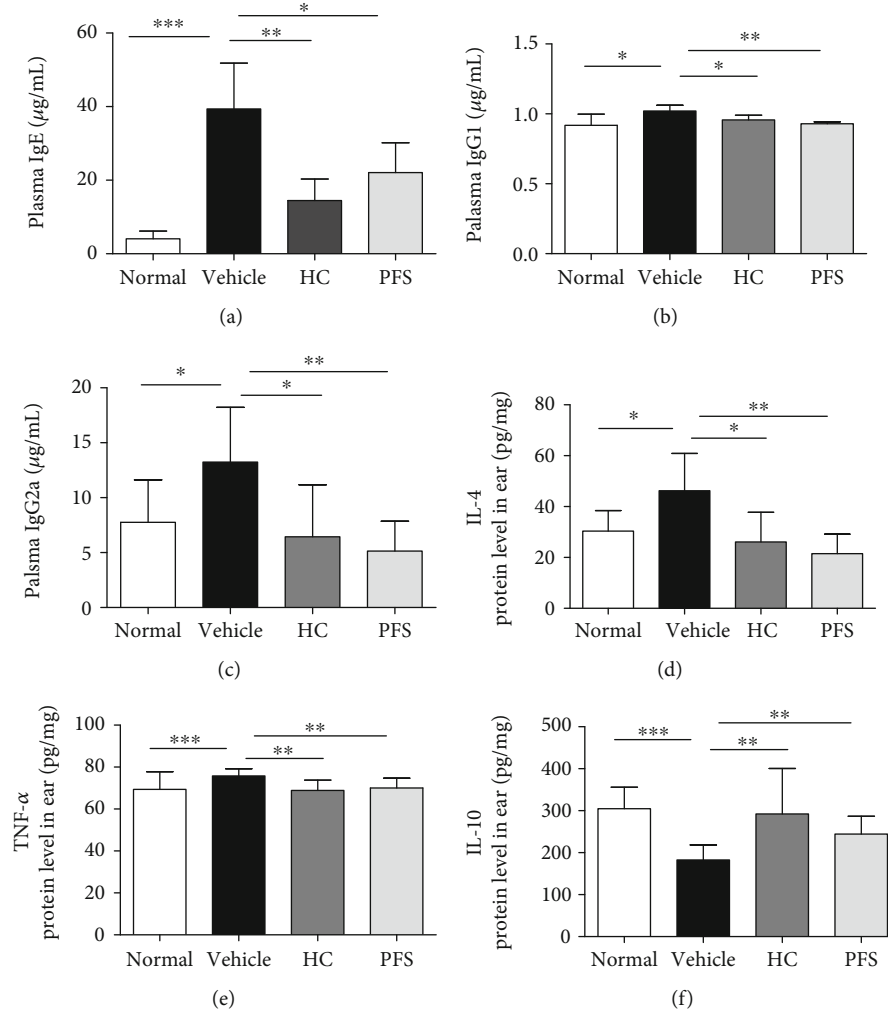 Plasma IgE (μg/mL)
60
40
20
0
***
**
*
Normal Vehicle HC PFS
(a)
Palasma IgG1 (μg/mL)
1.5
1.0
0.5
0.0
*
**
*
Normal Vehicle HC PFS
(b)
Palsma IgG2a (μg/mL)
20
15
10
5
0
*
**
*
Normal Vehicle HC PFS
(c)
IL-4
protein level in ear (pg/mg)
80
60
40
20
0
*
**
*
Normal Vehicle HC PFS
(d)
TNF-α
protein level in ear (pg/mg)
100
80
60
40
20
0
***
**
**
Normal Vehicle HC PFS
(e)
IL-10
protein level in ear (pg/mg)
500
400
300
200
100
0
***
**
**
Normal Vehicle HC PFS
(f)